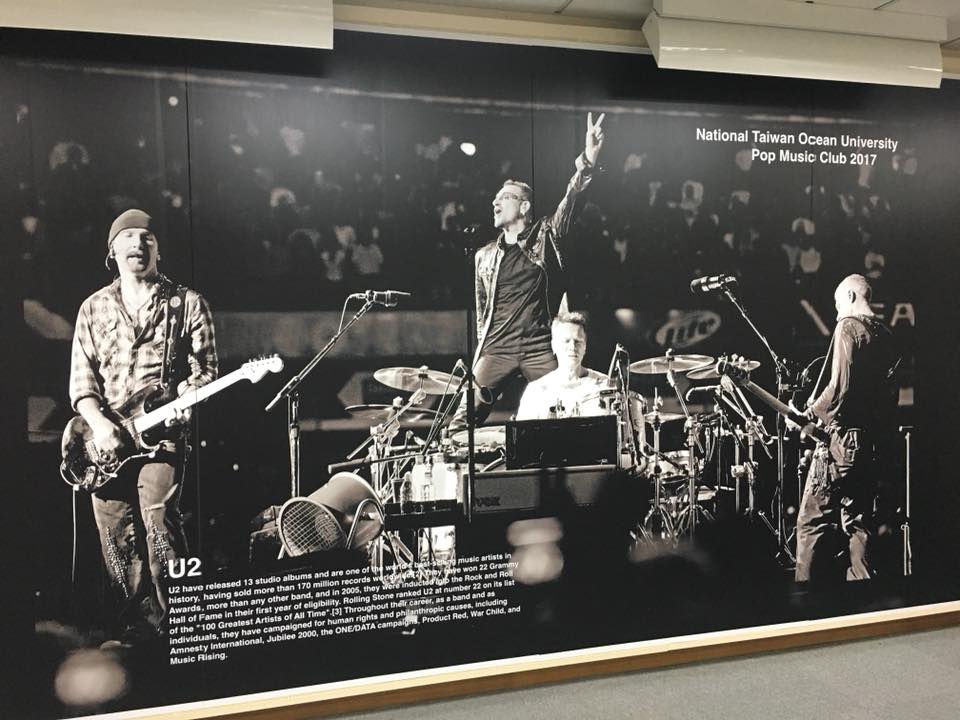 National Taiwan Ocean University
Pop Music Club 2017
Lite
VOX
U2
U2 have released 13 studio albums and are one of the world's best-selling music artists in
history, having sold more than 170 million records worldwide.[2] They have won 22 Grammy
Awards, more than any other band, and in 2005, they were inducted into the Rock and Roll
Hall of Fame in their first year of eligibility. Rolling Stone ranked U2 at number 22 on its list
of the "100 Greatest Artists of All Time".[3] Throughout their career, as a band and as
individuals, they have campaigned for human rights and philanthropic causes, including
Amnesty International, Jubilee 2000, the ONE/DATA campaigns, Product Red, War Child, and
Music Rising.